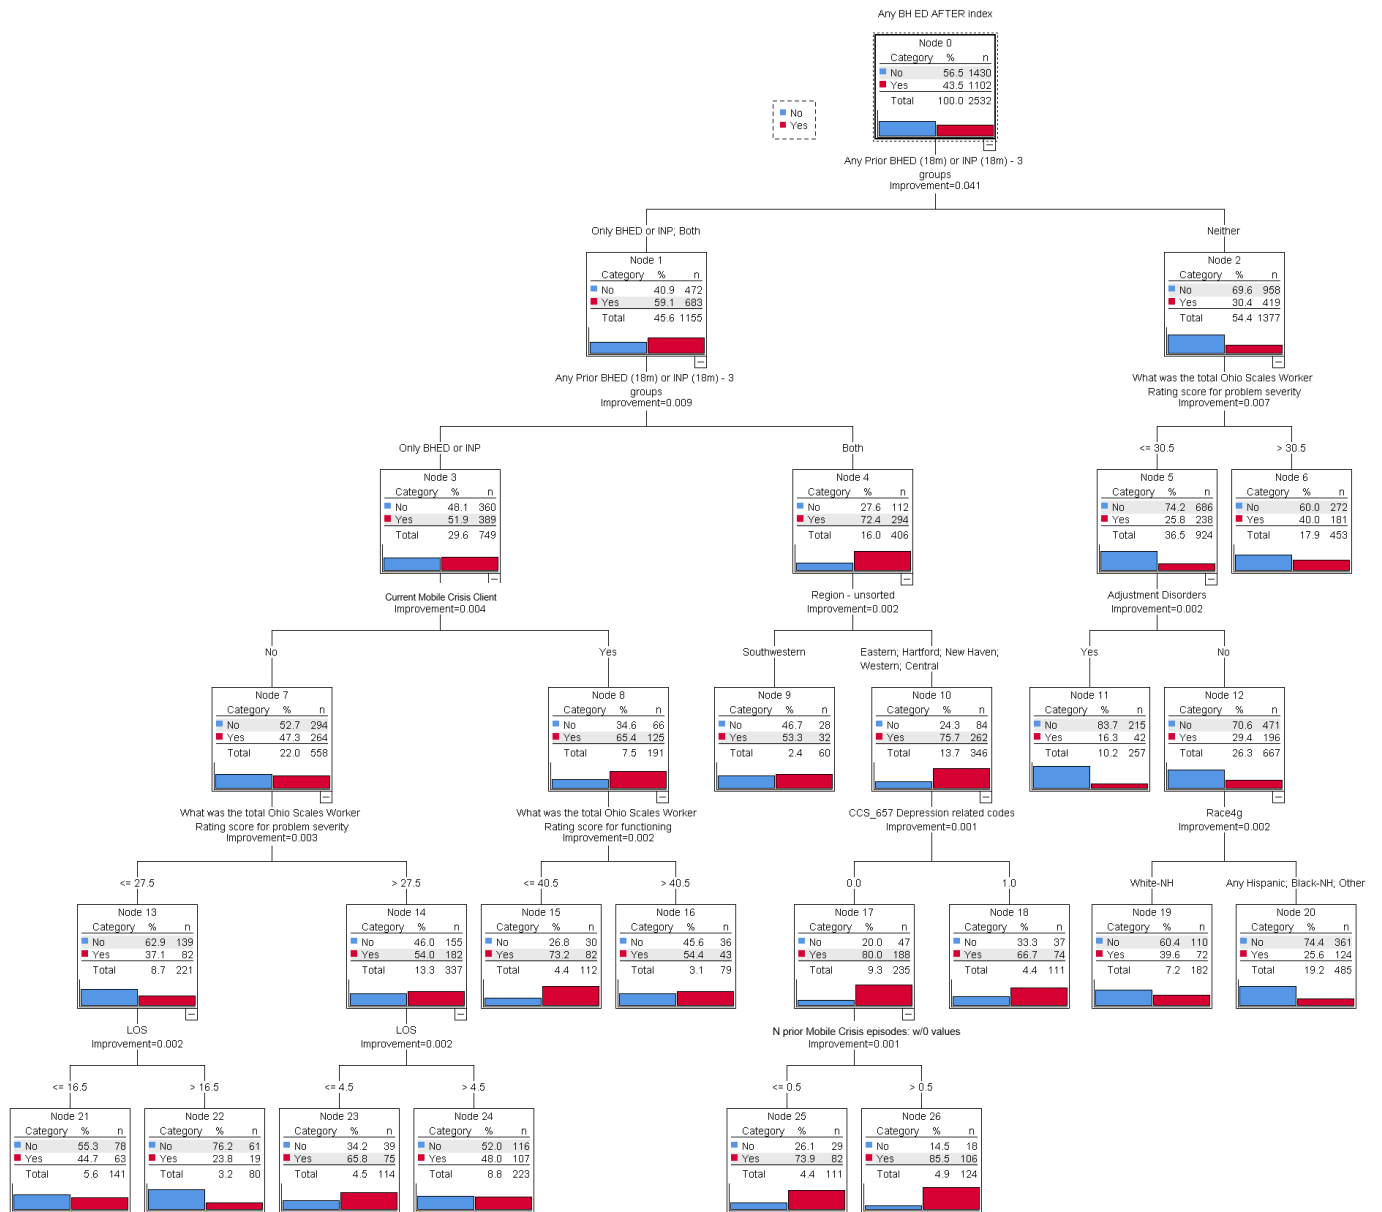 Any BH ED AFTER index
Node 0
Category % n
No 56.5 1430
Yes 43.5 1102
Total 100.0 2532
No
Yes
Any Prior BHED (18m) or INP (18m) - 3
groups
Improvement=0.041
Only BHED or INP; Both
Neither
Node 1
Category % n
No 40.9 472
Yes 59.1 683
Total 45.6 1155
Node 2
Category % n
No 69.6 958
Yes 30.4 419
Total 54.4 1377
Any Prior BHED (18m) or INP (18m) - 3
groups
Improvement=0.009
What was the total Ohio Scales Worker
Rating score for problem severity
Improvement=0.007
Only BHED or INP
Both
<= 30.5
> 30.5
Node 3
Category % n
No 48.1 360
Yes 51.9 389
Total 29.6 749
Node 4
Category % n
No 27.6 112
Yes 72.4 294
Total 16.0 406
Node 5
Category % n
No 74.2 686
Yes 25.8 238
Total 36.5 924
Node 6
Category % n
No 60.0 272
Yes 40.0 181
Total 17.9 453
Current Mobile Crisis Client
Improvement=0.004
Region - unsorted
Improvement=0.002
Adjustment Disorders
Improvement=0.002
No
Yes
Southwestern
Eastern; Hartford; New Haven;
Western; Central
Yes
No
Node 7
Category % n
No 52.7 294
Yes 47.3 264
Total 22.0 558
Node 8
Category % n
No 34.6 66
Yes 65.4 125
Total 7.5 191
Node 9
Category % n
No 46.7 28
Yes 53.3 32
Total 2.4 60
Node 10
Category % n
No 24.3 84
Yes 75.7 262
Total 13.7 346
Node 11
Category % n
No 83.7 215
Yes 16.3 42
Total 10.2 257
Node 12
Category % n
No 70.6 471
Yes 29.4 196
Total 26.3 667
What was the total Ohio Scales Worker
Rating score for problem severity
Improvement=0.003
What was the total Ohio Scales Worker
Rating score for functioning
Improvement=0.002
CCS_657 Depression related codes
Improvement=0.001
Race4g
Improvement=0.002
<= 27.5
> 27.5
<= 40.5
> 40.5
0.0
1.0
White-NH
Any Hispanic; Black-NH; Other
Node 13
Category % n
No 62.9 139
Yes 37.1 82
Total 8.7 221
Node 14
Category % n
No 46.0 155
Yes 54.0 182
Total 13.3 337
Node 15
Category % n
No 26.8 30
Yes 73.2 82
Total 4.4 112
Node 16
Category % n
No 45.6 36
Yes 54.4 43
Total 3.1 79
Node 17
Category % n
No 20.0 47
Yes 80.0 188
Total 9.3 235
Node 18
Category % n
No 33.3 37
Yes 66.7 74
Total 4.4 111
Node 19
Category % n
No 60.4 110
Yes 39.6 72
Total 7.2 182
Node 20
Category % n
No 74.4 361
Yes 25.6 124
Total 19.2 485
LOS
Improvement=0.002
LOS
Improvement=0.002
N prior Mobile Crisis episodes: w/0 values
Improvement=0.001
<= 16.5
> 16.5
<= 4.5
> 4.5
<= 0.5
> 0.5
Node 21
Category % n
No 55.3 78
Yes 44.7 63
Total 5.6 141
Node 22
Category % n
No 76.2 61
Yes 23.8 19
Total 3.2 80
Node 23
Category % n
No 34.2 39
Yes 65.8 75
Total 4.5 114
Node 24
Category % n
No 52.0 116
Yes 48.0 107
Total 8.8 223
Node 25
Category % n
No 26.1 29
Yes 73.9 82
Total 4.4 111
Node 26
Category % n
No 14.5 18
Yes 85.5 106
Total 4.9 124